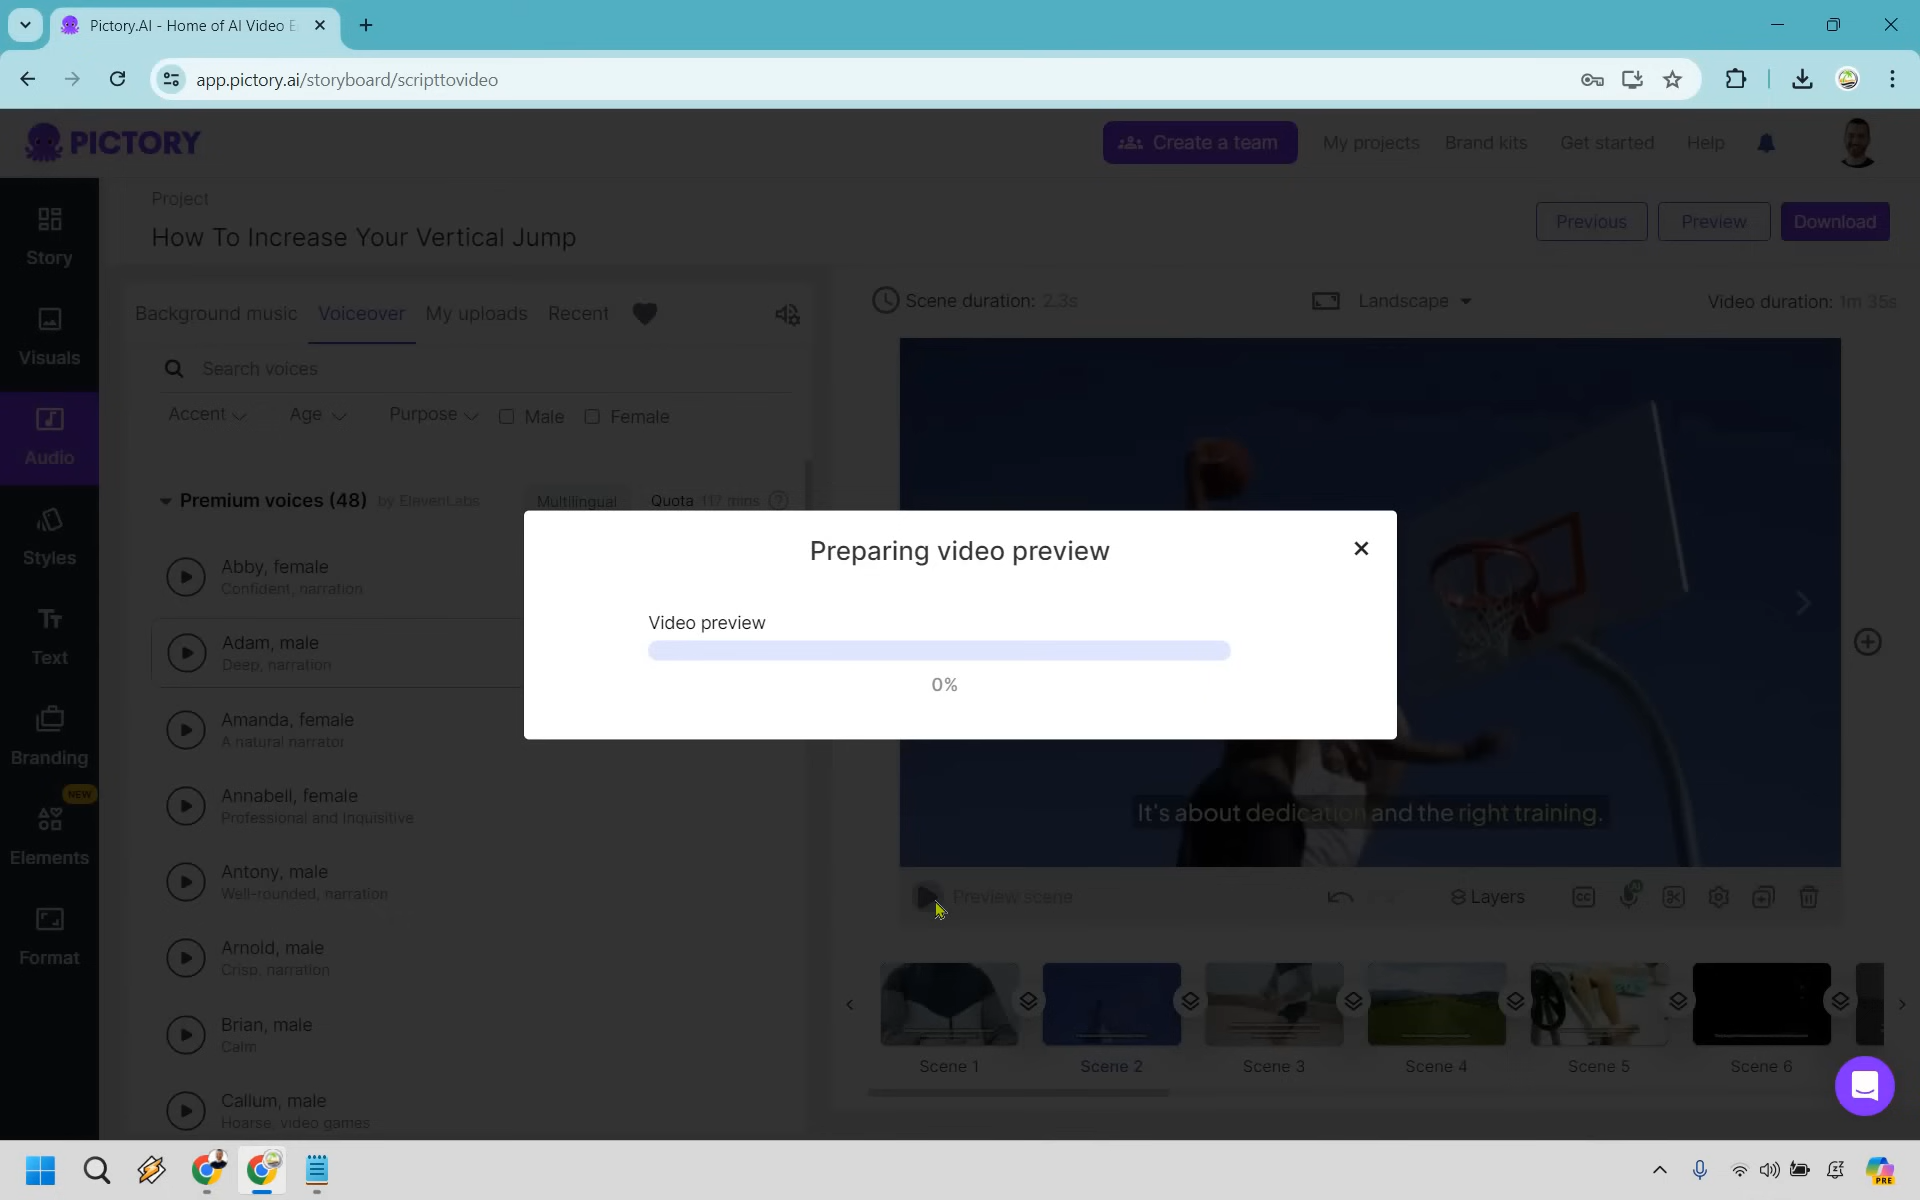 Pictory.AI - Home of AI Video E
app.pictory.ai/storyboard/scripttovideo
PICTORY
Create a team
My projects
Brand kits
Get started
Help
Project
How To Increase Your Vertical Jump
Previous
Preview
Download
Story
Visuals
Audio
Styles
Text
Branding
NEW
Elements
Format
Background music
Voiceover
My uploads
Recent
Search voices
Accent
Age
Purpose
Male
Female
Premium voices (48)
by ElevenLabs
Multilingual
Quota 117 mins
Abby, female
Confident, narration
Adam, male
Deep, narration
Amanda, female
A natural narrator
Annabell, female
Professional and Inquisitive
Antony, male
Well-rounded, narration
Arnold, male
Crisp, narration
Brian, male
Calm
Callum, male
Hoarse, video games
Scene duration: 2.3s
Landscape
Video duration: 1m 35s
Preparing video preview
Video preview
0%
It's about dedication and the right training.
Preview scene
Layers
CC
AI
Scene 1
Scene 2
Scene 3
Scene 4
Scene 5
Scene 6
PRE